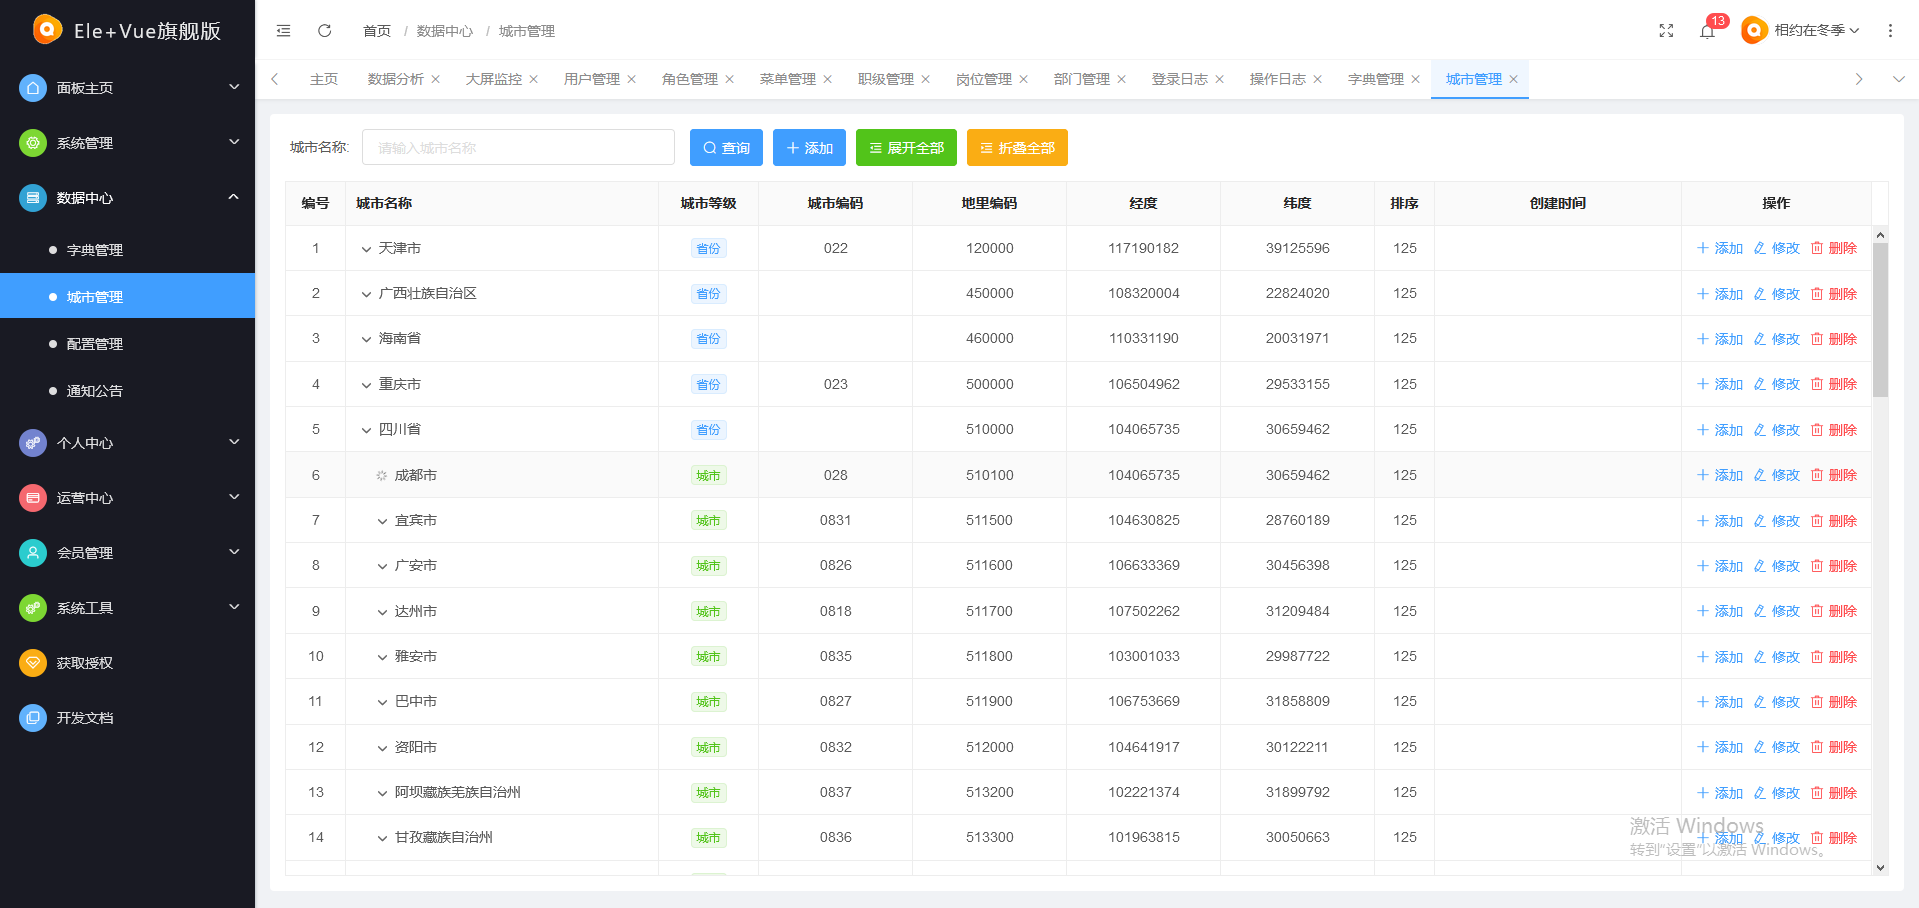 Ele+Vue旗舰版
面板主页
系统管理
数据中心
字典管理
城市管理
配置管理
通知公告
个人中心
运营中心
会员管理
系统工具
获取授权
开发文档
首页 / 数据中心 / 城市管理
13
相约在冬季
主页 数据分析 大屏监控 用户管理 角色管理 菜单管理 职级管理 岗位管理 部门管理 登录日志 操作日志 字典管理 城市管理
城市名称: 请输入城市名称 查询 添加 展开全部 折叠全部
编号 城市名称 城市等级 城市编码 地里编码 经度 纬度 排序 创建时间 操作
1 天津市 省份 022 120000 117190182 39125596 125 添加 修改 删除
2 广西壮族自治区 省份 450000 108320004 22824020 125 添加 修改 删除
3 海南省 省份 460000 110331190 20031971 125 添加 修改 删除
4 重庆市 省份 023 500000 106504962 29533155 125 添加 修改 删除
5 四川省 省份 510000 104065735 30659462 125 添加 修改 删除
6 成都市 城市 028 510100 104065735 30659462 125 添加 修改 删除
7 宜宾市 城市 0831 511500 104630825 28760189 125 添加 修改 删除
8 广安市 城市 0826 511600 106633369 30456398 125 添加 修改 删除
9 达州市 城市 0818 511700 107502262 31209484 125 添加 修改 删除
10 雅安市 城市 0835 511800 103001033 29987722 125 添加 修改 删除
11 巴中市 城市 0827 511900 106753669 31858809 125 添加 修改 删除
12 资阳市 城市 0832 512000 104641917 30122211 125 添加 修改 删除
13 阿坝藏族羌族自治州 城市 0837 513200 102221374 31899792 125 添加 修改 删除
14 甘孜藏族自治州 城市 0836 513300 101963815 30050663 125 添加 修改 删除
激活 Windows
转到“设置”以激活 Windows。